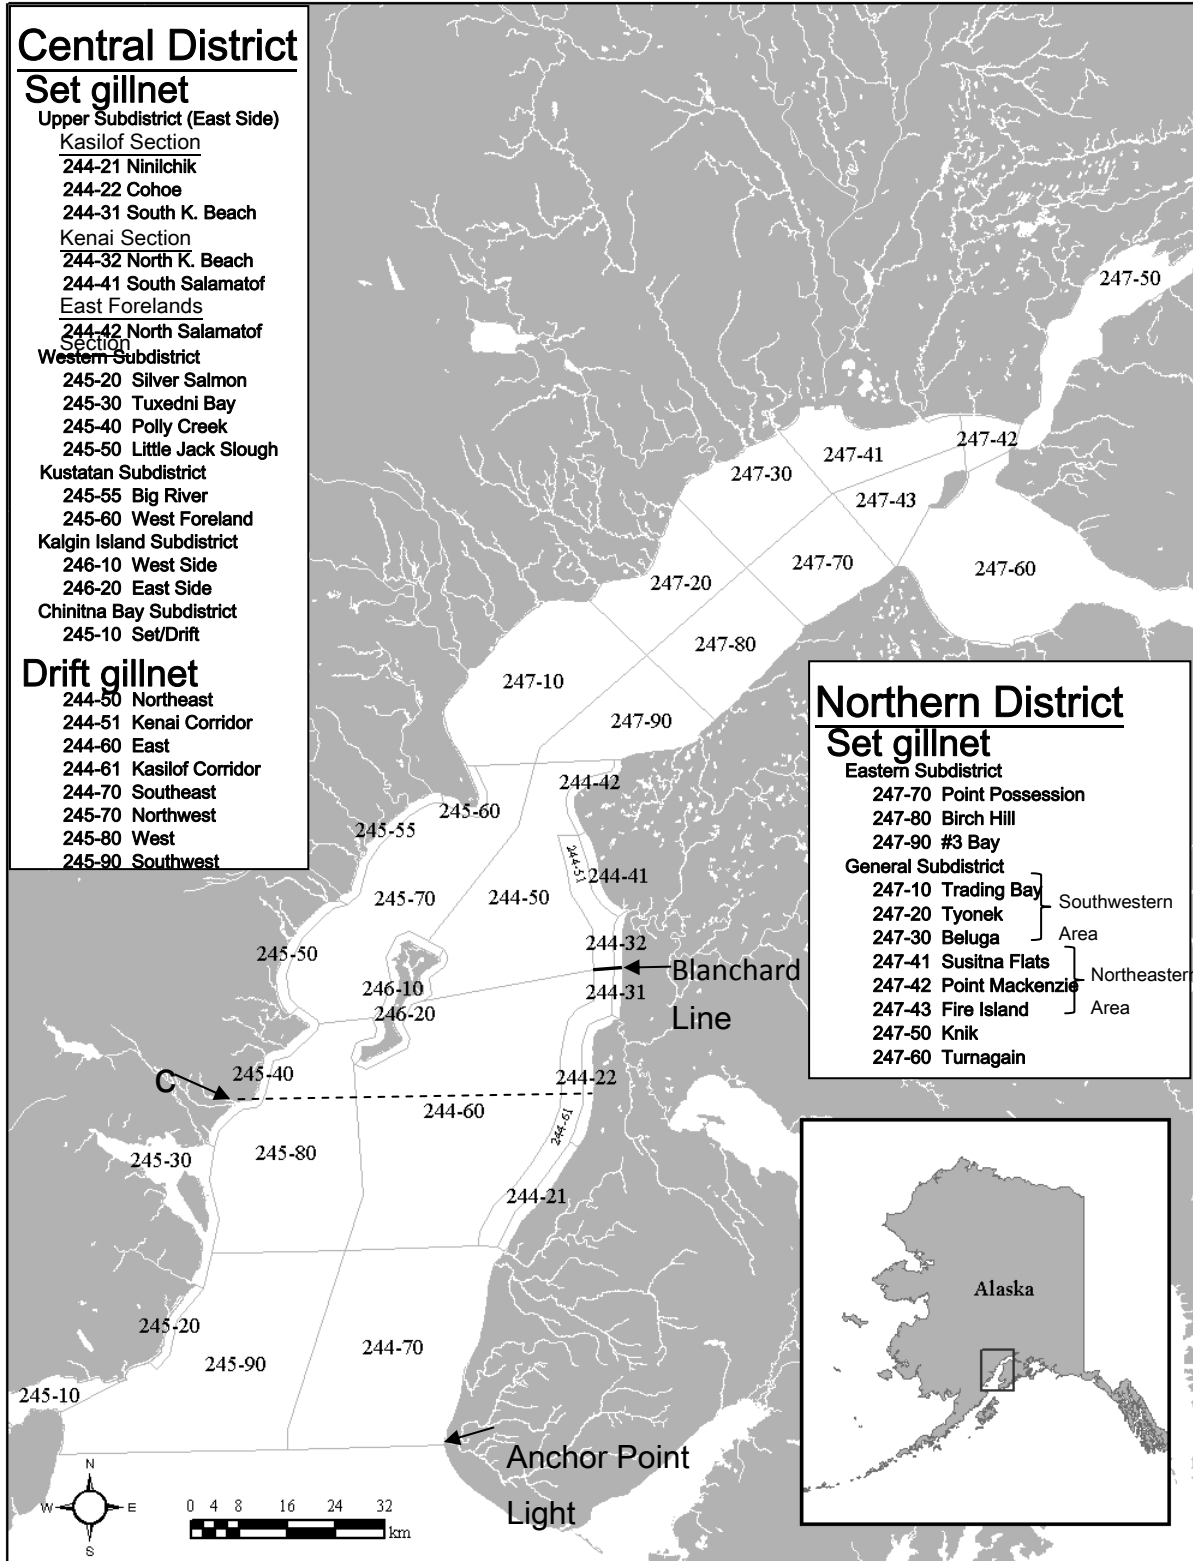 Central District
Set gillnet
Upper Subdistrict (East Side)
Kasilof Section
244-21 Ninilchik
244-22 Cohoe
244-31 South K. Beach
Kenai Section
244-32 North K. Beach
244-41 South Salamatof
East Forelands
244-42 North Salamatof
Section
Western Subdistrict
245-20 Silver Salmon
245-30 Tuxedni Bay
245-40 Polly Creek
245-50 Little Jack Slough
Kustatan Subdistrict
245-55 Big River
245-60 West Foreland
Kalgin Island Subdistrict
246-10 West Side
246-20 East Side
Chinitna Bay Subdistrict
245-10 Set/Drift
Drift gillnet
244-50 Northeast
244-51 Kenai Corridor
244-60 East
244-61 Kasilof Corridor
244-70 Southeast
245-70 Northwest
245-80 West
245-90 Southwest
247-50
247-42
247-41
247-30
247-43
247-70
247-60
247-20
247-80
247-10
247-90
244-42
245-60
245-55
244-51
244-41
245-70
244-50
244-32
245-50
Blanchard
Line
246-10
244-31
246-20
245-40
244-22
C
244-60
244-61
245-80
245-30
244-21
245-20
244-70
245-90
245-10
Anchor Point
Light
Northern District
Set gillnet
Eastern Subdistrict
247-70 Point Possession
247-80 Birch Hill
247-90 #3 Bay
General Subdistrict
247-10 Trading Bay
247-20 Tyonek
247-30 Beluga
Southwestern
Area
247-41 Susitna Flats
247-42 Point Mackenzie
247-43 Fire Island
Northeastern
Area
247-50 Knik
247-60 Turnagain
Alaska
N
W E
S
0 4 8 16 24 32
km